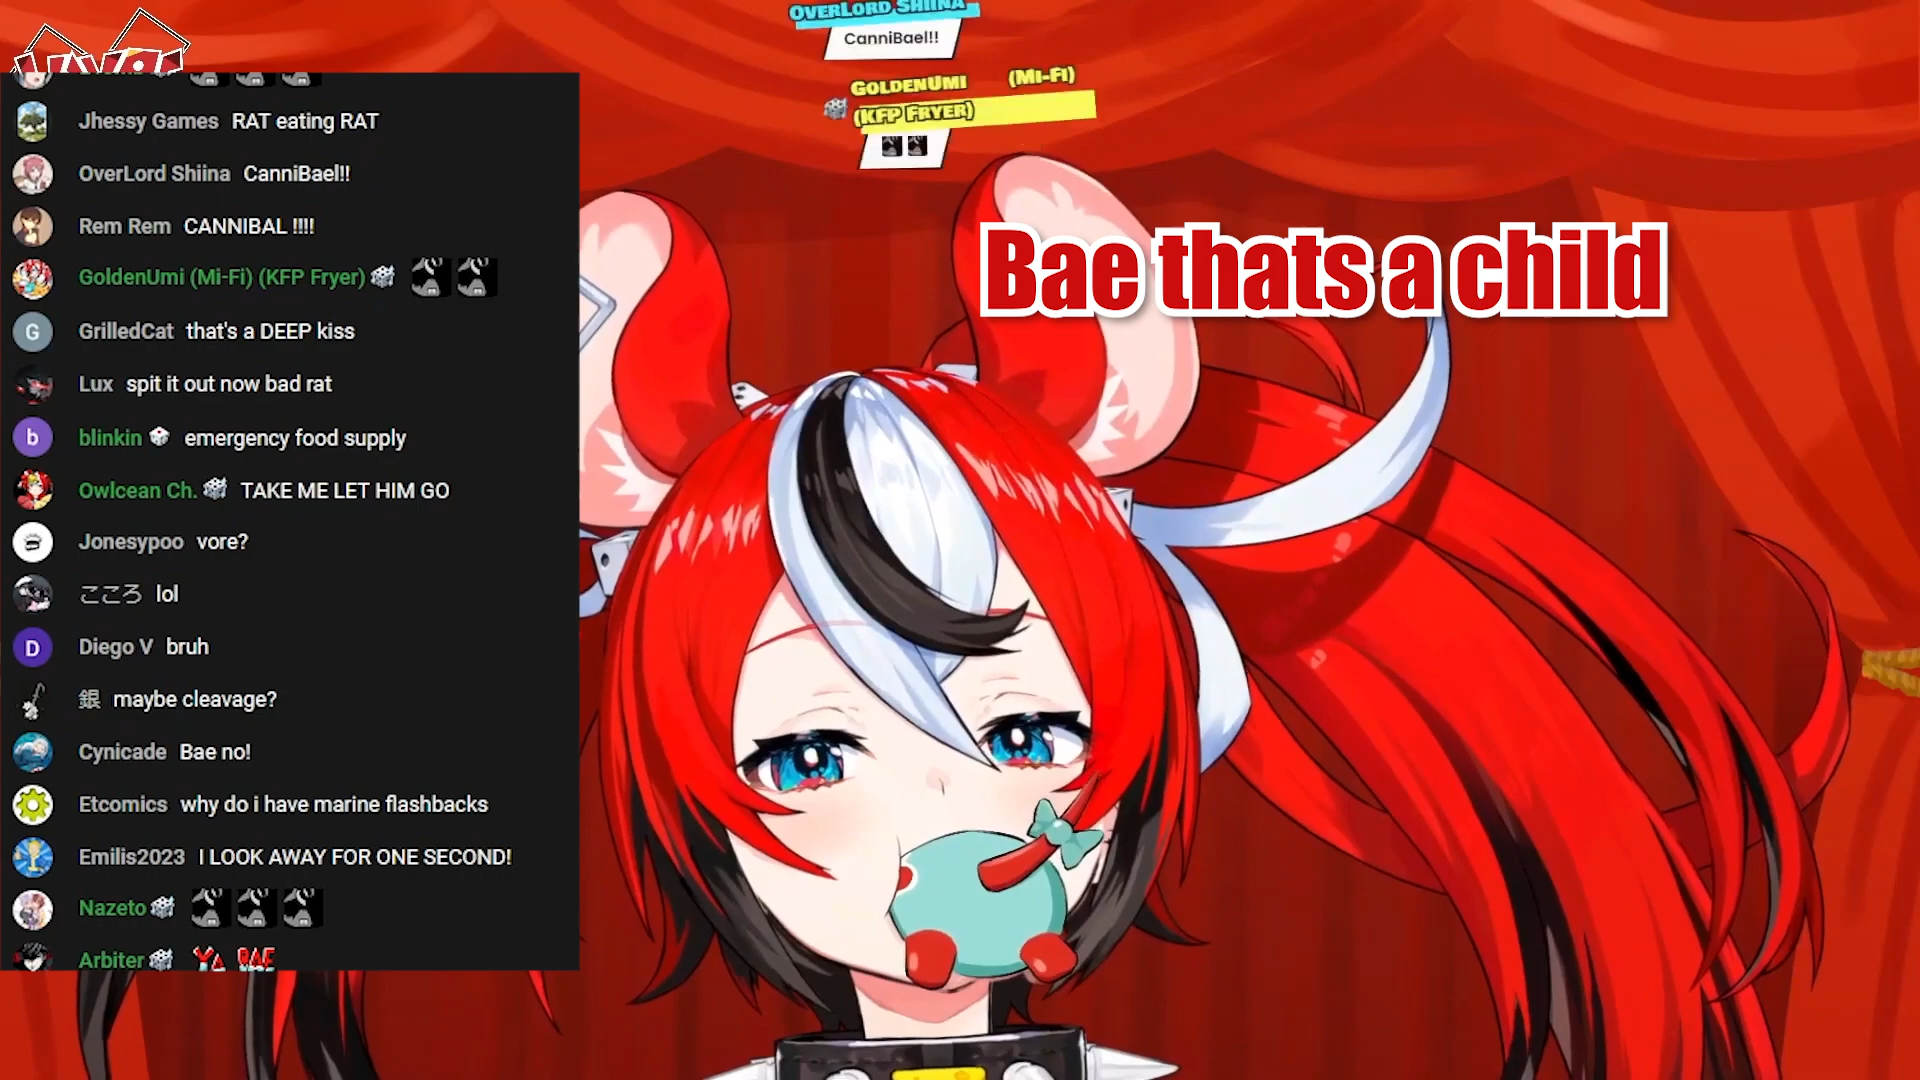 OVERLORD SHIINA
CanniBael!!
GOLDENUMI (MI-FI)
(KFP FRYER)
Bae thats a child
Jhessy Games RAT eating RAT
OverLord Shiina CanniBael!!
Rem Rem CANNIBAL !!!!
GoldenUmi (Mi-Fi) (KFP Fryer)
G
GrilledCat that's a DEEP kiss
Lux spit it out now bad rat
b
blinkin emergency food supply
Owlcean Ch. TAKE ME LET HIM GO
Jonesypoo vore?
こころ lol
D
Diego V bruh
銀 maybe cleavage?
Cynicade Bae no!
Etcomics why do i have marine flashbacks
Emilis2023 I LOOK AWAY FOR ONE SECOND!
Nazeto
Arbiter YA BAE